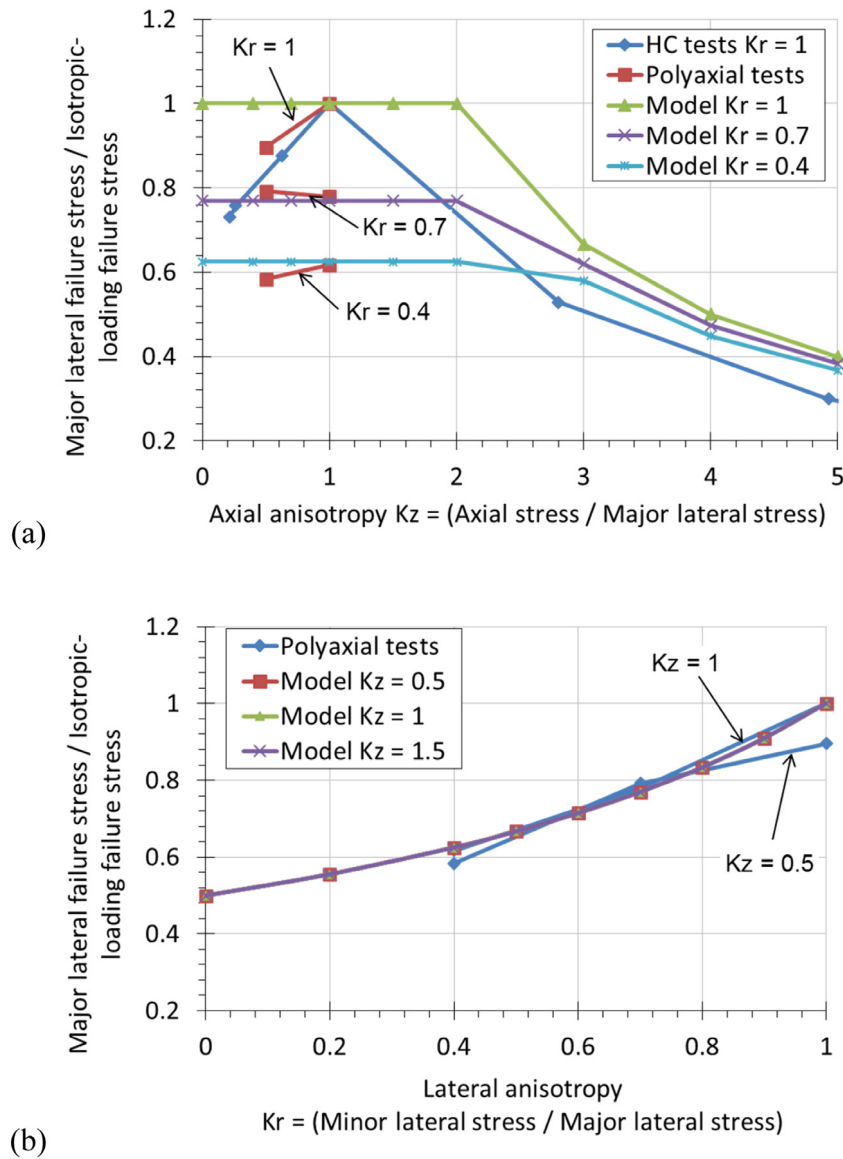 1.2
1
0.8
0.6
0.4
0.2
0
1
2
3
4
5
Major lateral failure stress / Isotropic-
loading failure stress
Kr = 1
Kr = 0.7
Kr = 0.4
HC tests Kr = 1
Polyaxial tests
Model Kr = 1
Model Kr = 0.7
Model Kr = 0.4
Axial anisotropy Kz = (Axial stress / Major lateral stress)
(a)
1.2
1
0.8
0.6
0.4
0.2
0
0.2
0.4
0.6
0.8
1
Major lateral failure stress / Isotropic-
loading failure stress
Polyaxial tests
Model Kz = 0.5
Model Kz = 1
Model Kz = 1.5
Kz = 1
Kz = 0.5
Lateral anisotropy
Kr = (Minor lateral stress / Major lateral stress)
(b)